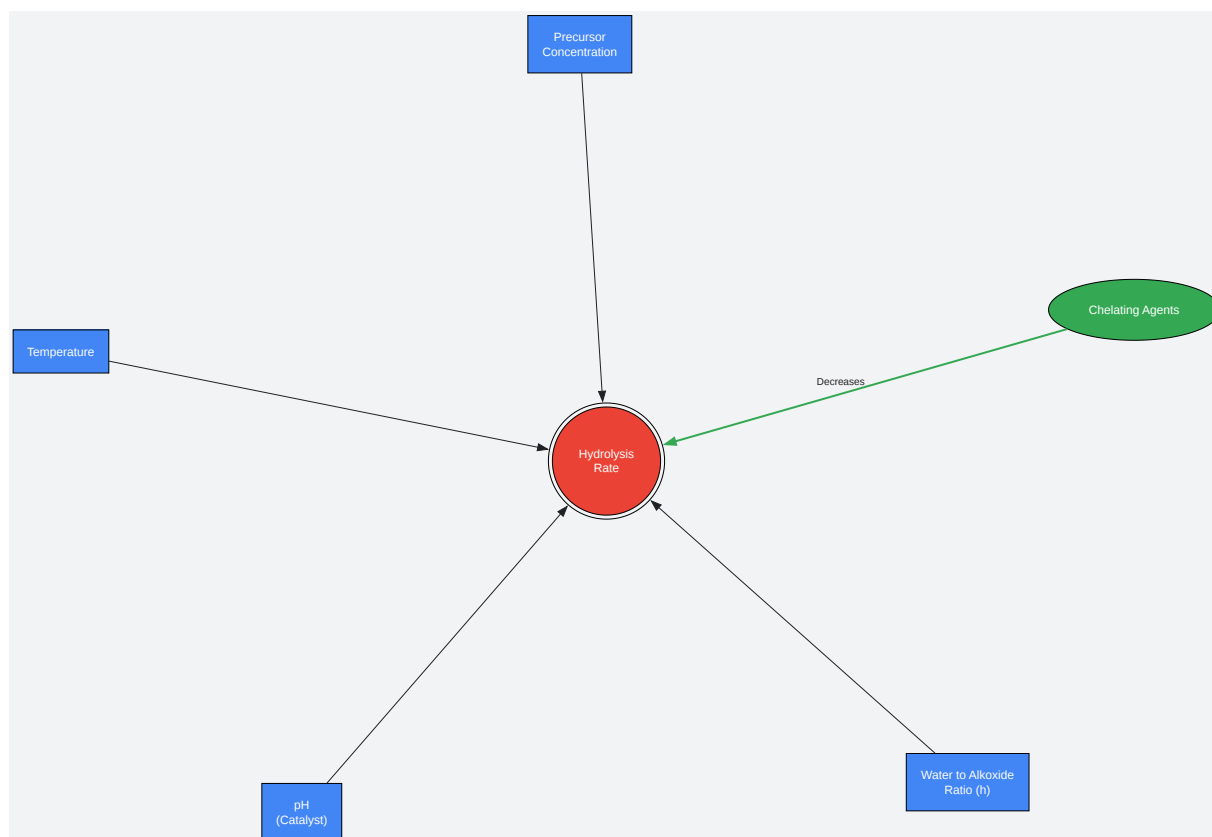 Precursor
Concentration
Chelating Agents
Temperature
Decreases
Hydrolysis
Rate
Water to Alkoxide
Ratio (h)
pH
(Catalyst)